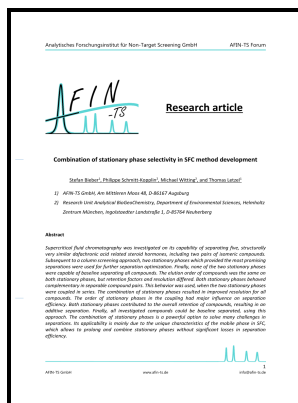 Analytisches Forschungsinstitut für Non-Target Screening GmbH AFIN-TS Forum
AFIN
-TS
Research article
Combination of stationary phase selectivity in SFC method development
Stefan Bieber¹, Philippe Schmitt-Kopplin², Michael Witting², and Thomas Letzel¹
1) AFIN-TS GmbH, Am Mittleren Moos 48, D-86167 Augsburg
2) Research Unit Analytical BioGeoChemistry, Department of Environmental Sciences, Helmholtz
Zentrum München, Ingolstaedter Landstraße 1, D-85764 Neuherberg
Abstract
Supercritical fluid chromatography was investigated on its capability of separating five, structurally
very similar dafachronic acid related steroid hormones, including two pairs of isomeric compounds.
Subsequent to a column screening approach, two stationary phases which provided the most promising
separations were used for further separation optimization. Finally, none of the two stationary phases
were capable of baseline separating all compounds. The elution order of compounds was the same on
both stationary phases, but retention factors and resolution differed. Both stationary phases behaved
complementary in separable compound pairs. This behavior was used, when the two stationary phases
were coupled in series. The combination of stationary phases resulted in improved resolution for all
compounds. The order of stationary phases in the coupling had major influence on separation
efficiency. Both stationary phases contributed to the overall retention of compounds, resulting in an
additive separation. Finally, all investigated compounds could be baseline separated, using this
approach. The combination of stationary phases is a powerful option to solve many challenges in
separations. Its applicability is mainly due to the unique characteristics of the mobile phase in SFC,
which allows to prolong and combine stationary phases without significant losses in separation
efficiency.
1
AFIN-TS GmbH www.afin-ts.de info@afin-ts.de